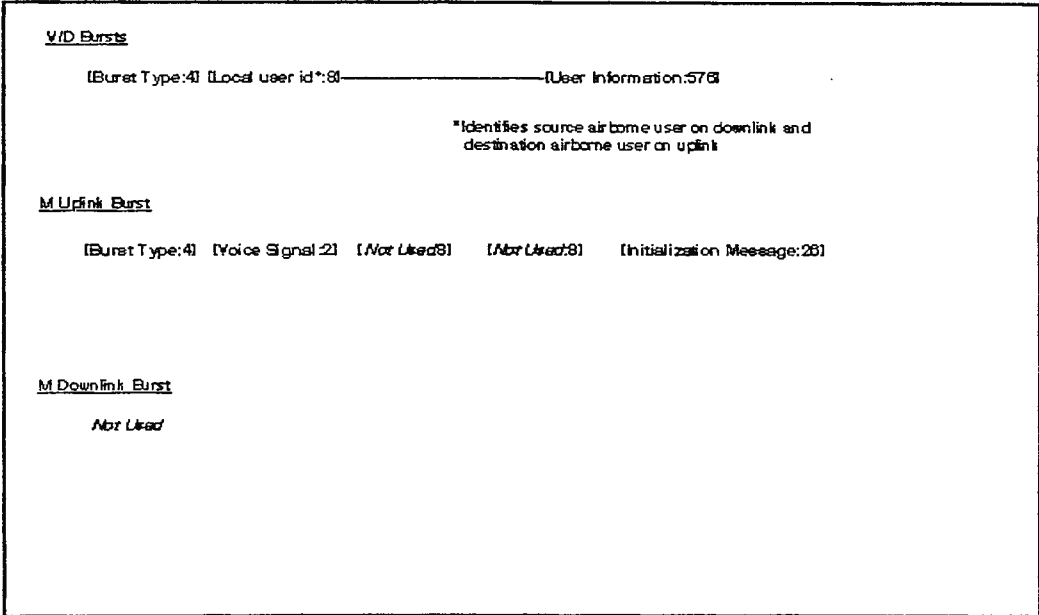 V/D Bursts
[Burst Type:4] [Local user id*:8]————————[User Information:576]
*Identifies source airborne user on downlink and
destination airborne user on uplink
M Uplink Burst
[Burst Type:4] [Voice Signal:2] [Not Used:8] [Not Used:8] [Initialization Message:26]
M Downlink Burst
Not Used